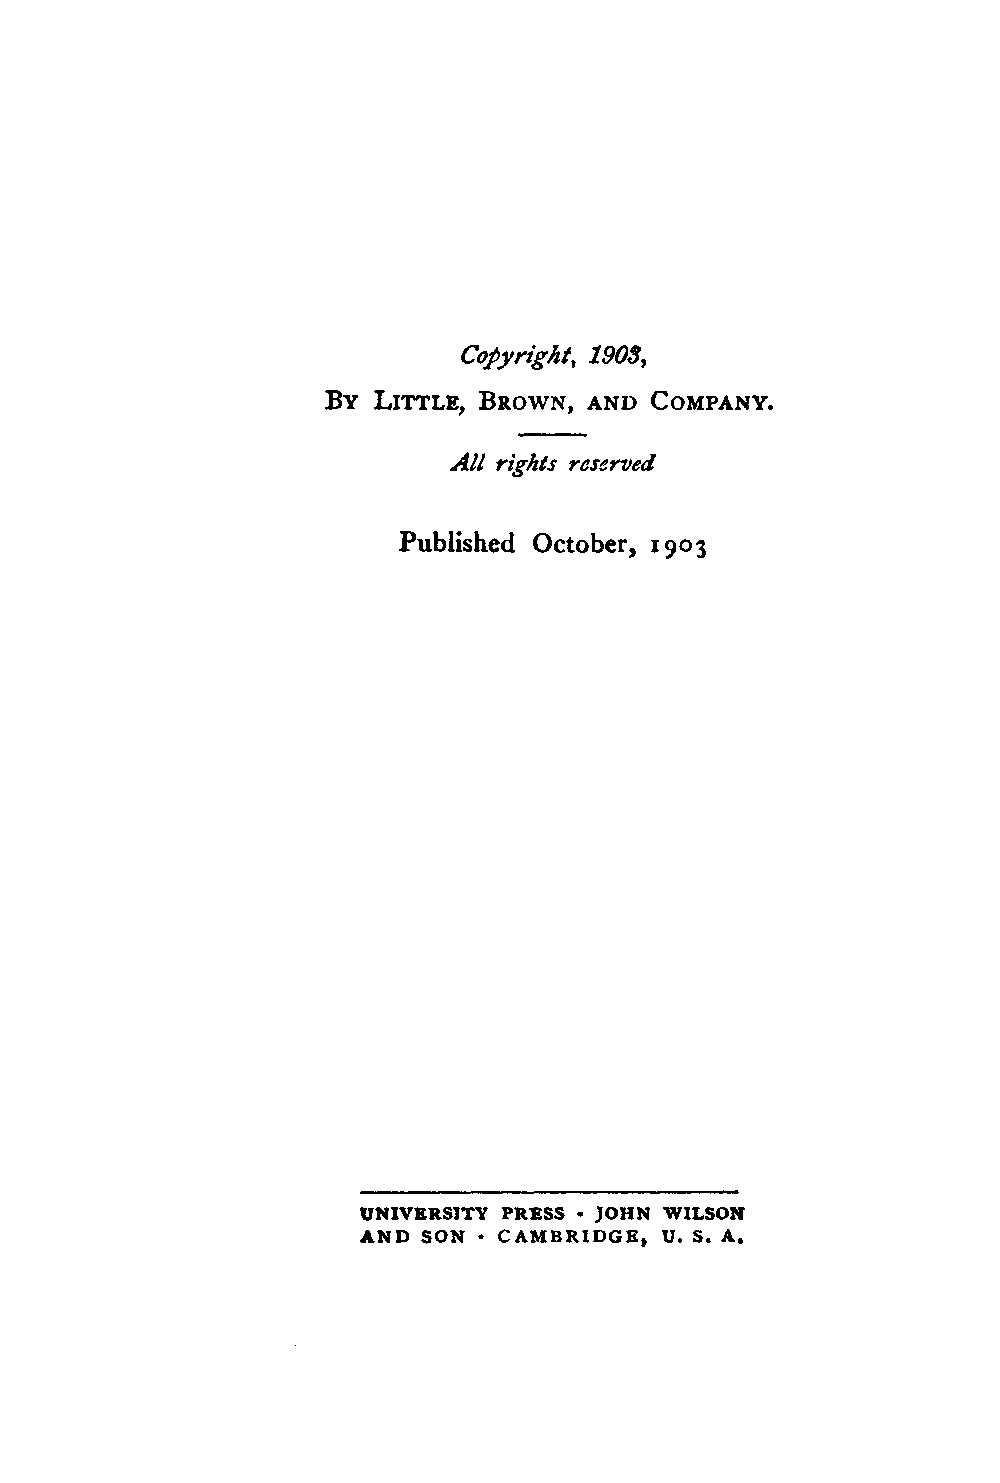 Copyright, 1903,
By Little, Brown, and Company.
All rights reserved
Published October, 1903
UNIVERSITY PRESS · JOHN WILSON
AND SON · CAMBRIDGE, U. S. A.